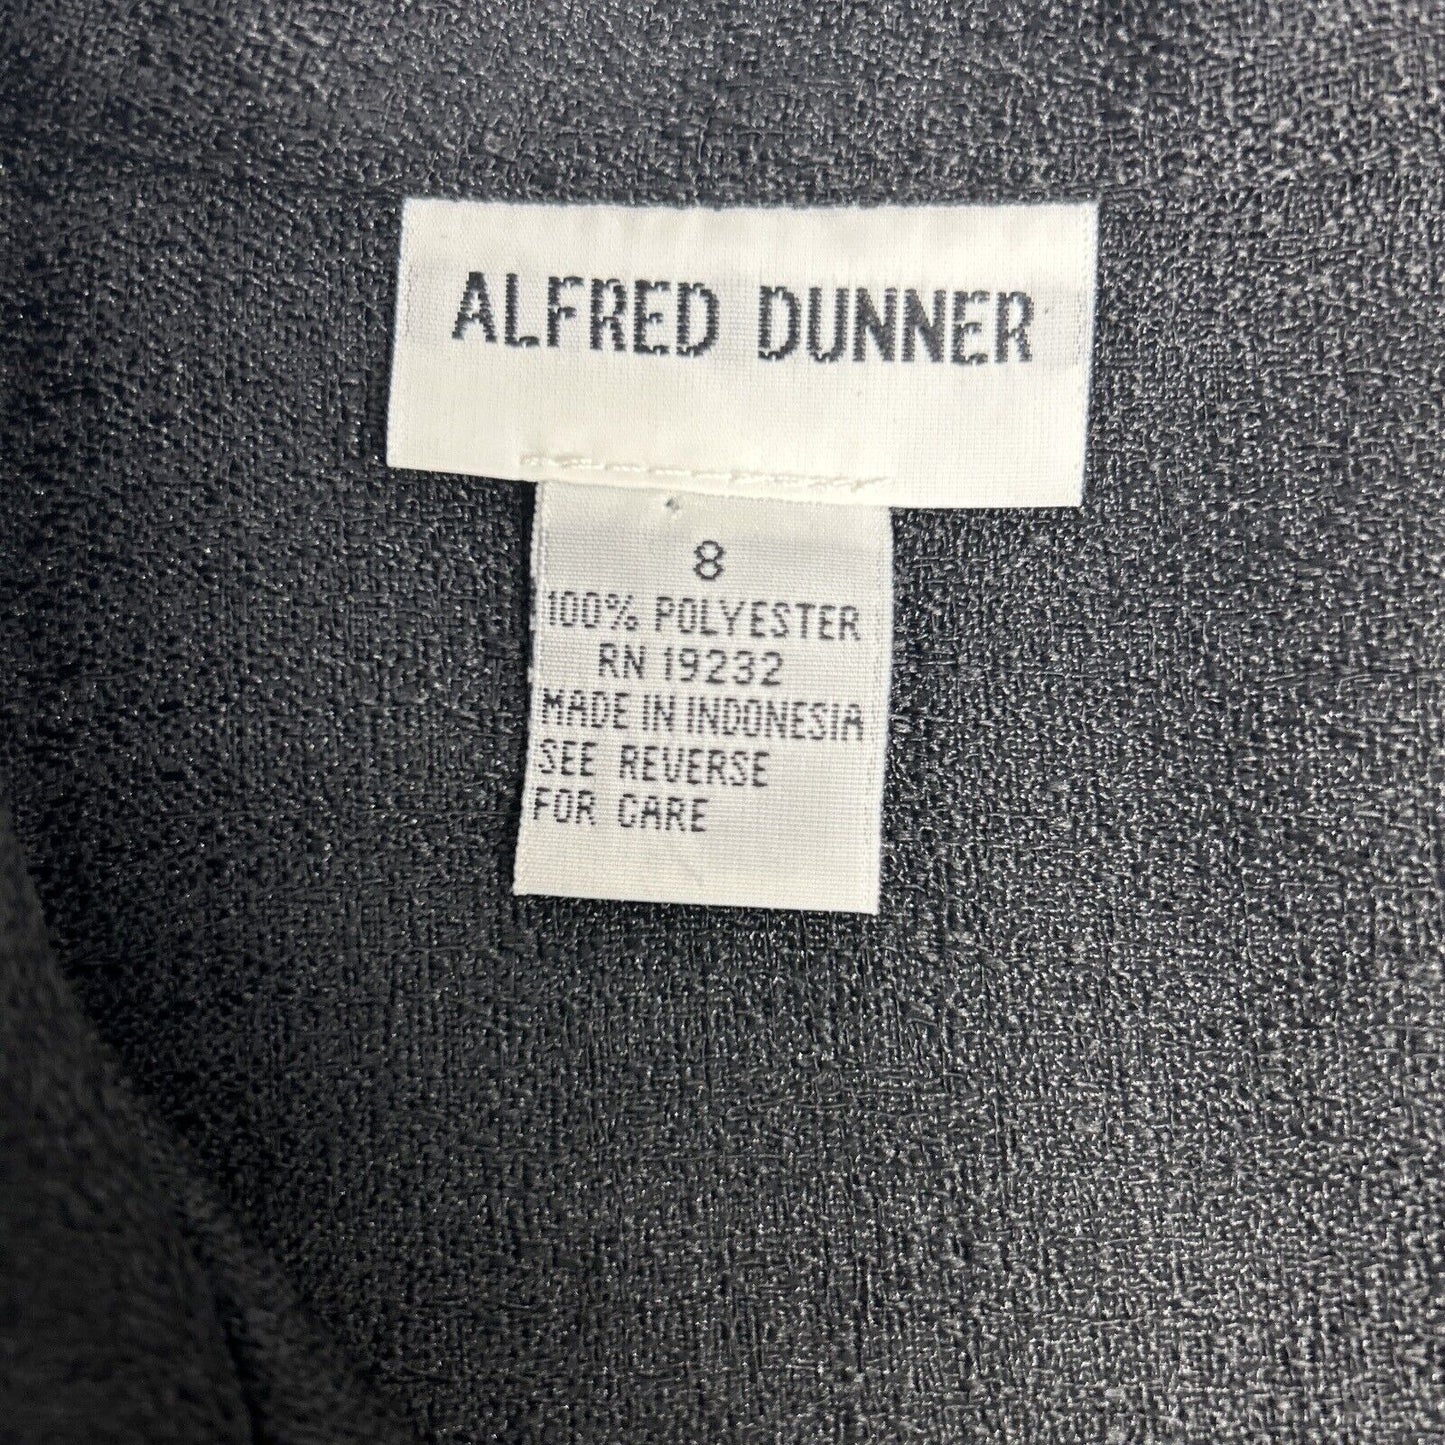 ALFRED DUNNER
8
100% POLYESTER
RN 19232
MADE IN INDONESIA
SEE REVERSE
FOR CARE